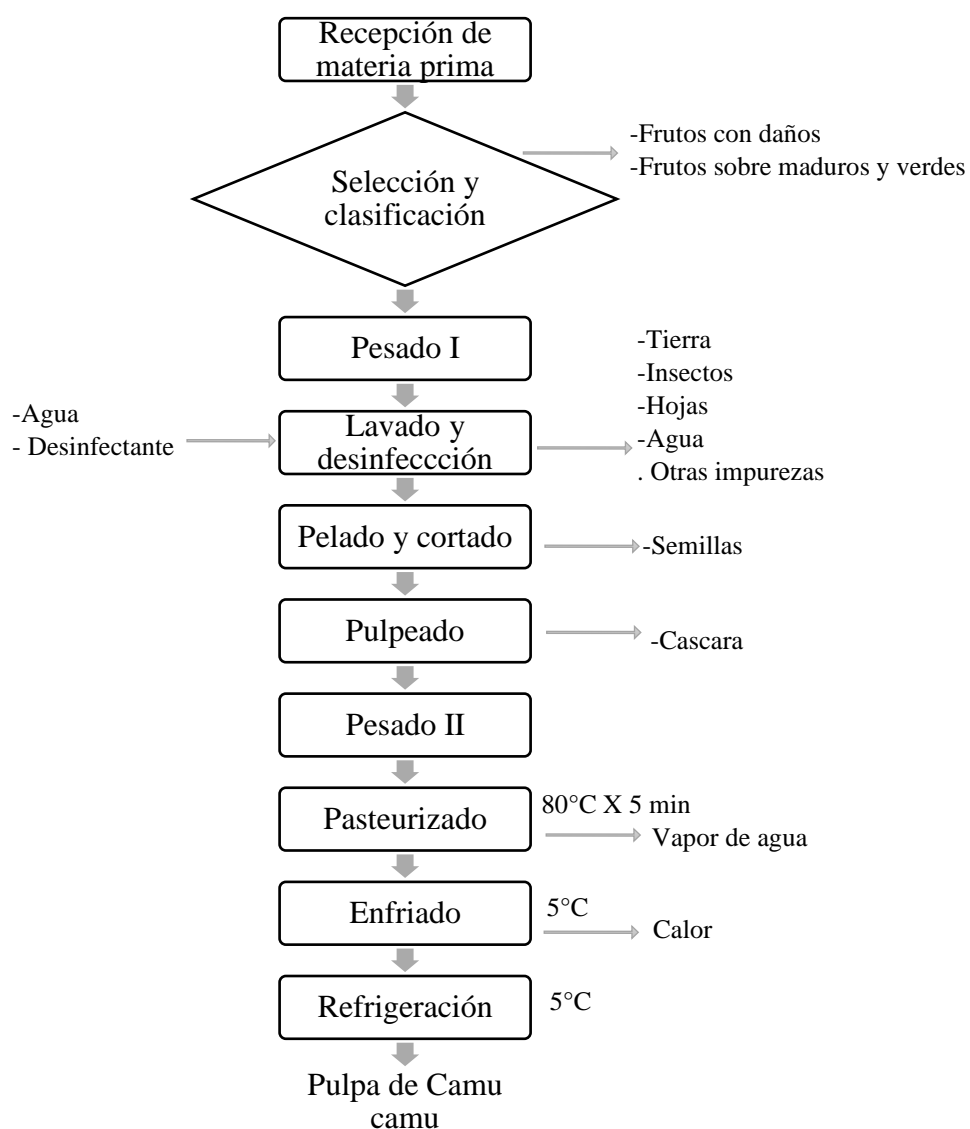 Recepción de
materia prima
-Frutos con daños
-Frutos sobre maduros y verdes
Selección y
clasificación
Pesado I
-Tierra
-Insectos
-Hojas
-Agua
. Otras impurezas
-Agua
- Desinfectante
Lavado y
desinfeccción
Pelado y cortado
-Semillas
Pulpeado
-Cascara
Pesado II
Pasteurizado
80°C X 5 min
Vapor de agua
Enfriado
5°C
Calor
Refrigeración
5°C
Pulpa de Camu
camu